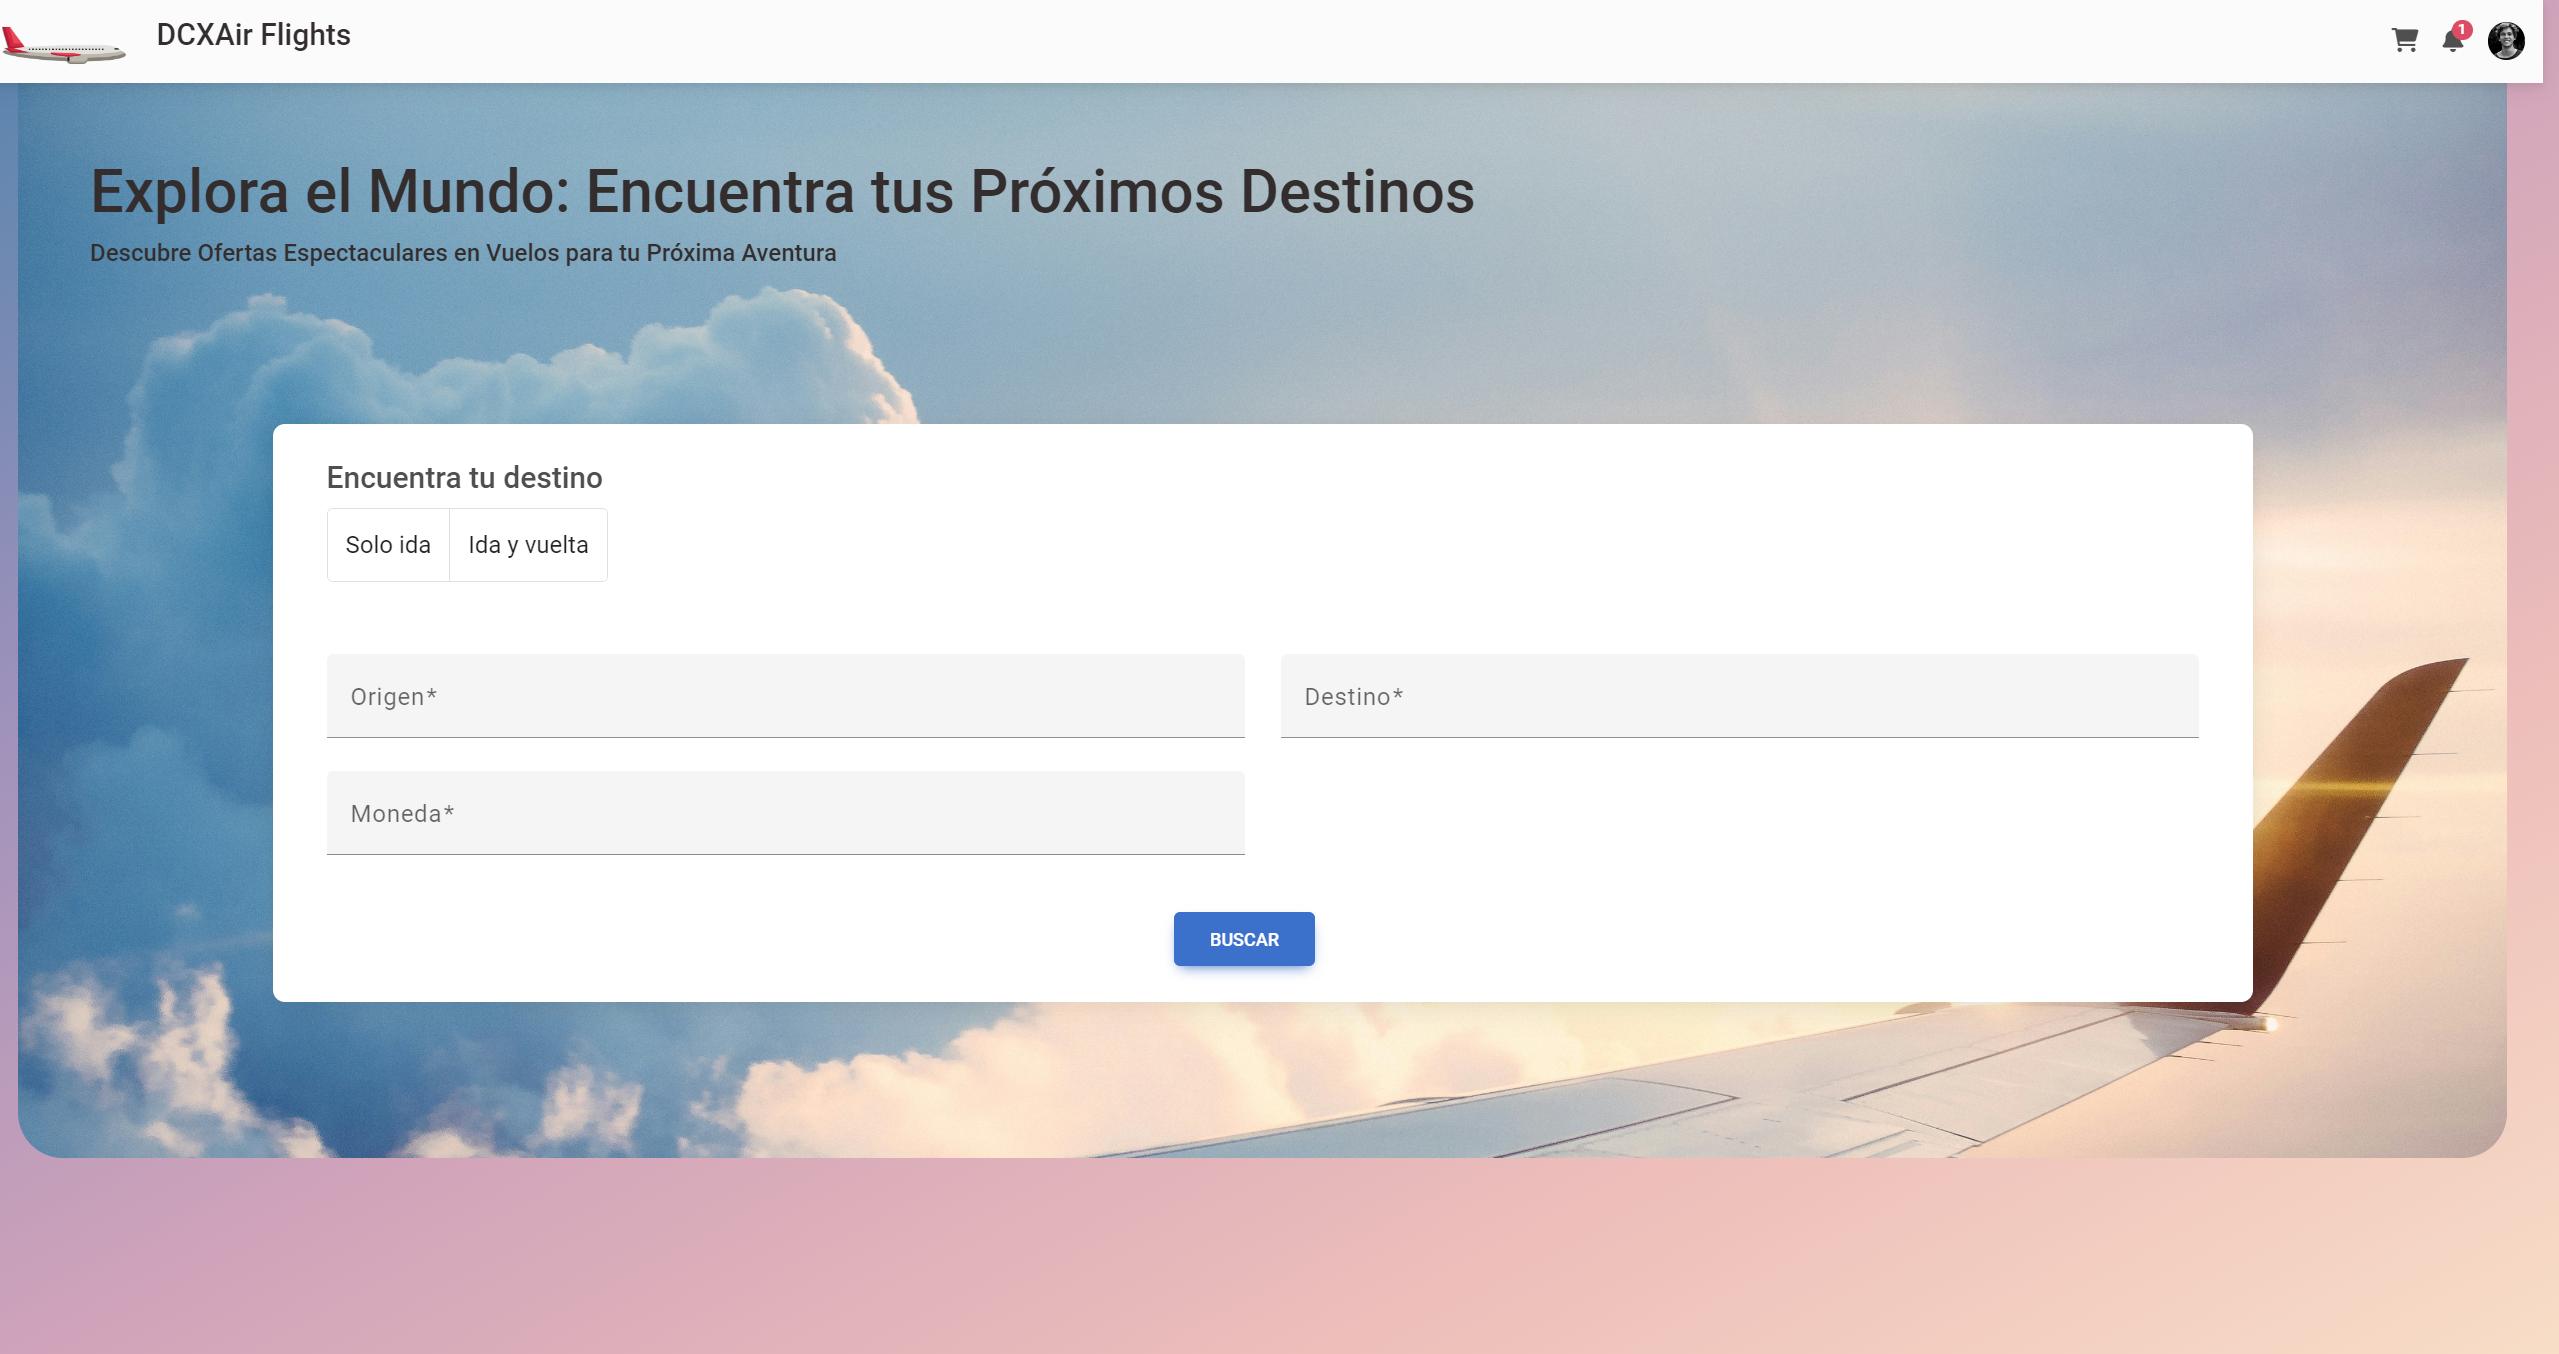 DCXAir Flights
1
Explora el Mundo: Encuentra tus Próximos Destinos
Descubre Ofertas Espectaculares en Vuelos para tu Próxima Aventura
Encuentra tu destino
Solo ida
Ida y vuelta
Origen*
Destino*
Moneda*
BUSCAR